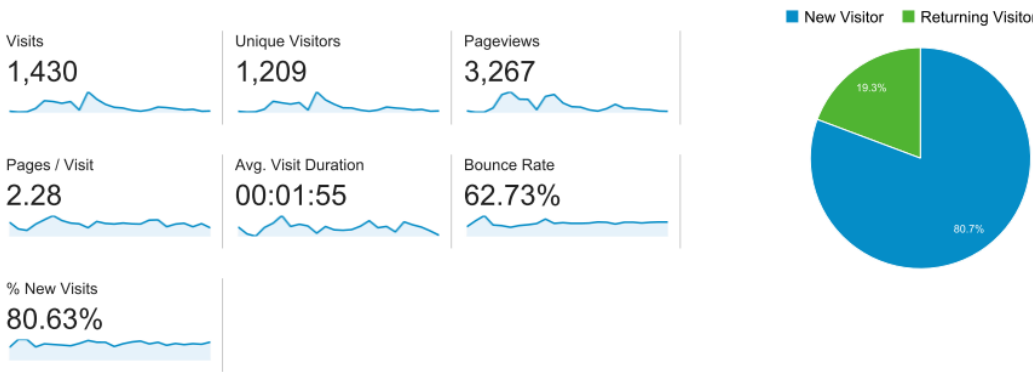 New Visitor Returning Visitor
Visits Unique Visitors Pageviews
1,430 1,209 3,267
19.3%
Pages / Visit Avg. Visit Duration Bounce Rate
2.28 00:01:55 62.73%
80.7%
% New Visits
80.63%